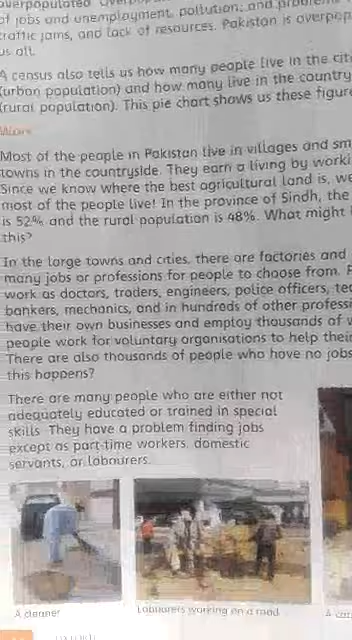 overpopulated
of jobs and unemployment, pollution, and problems
traffic jams, and lack of resources. Pakistan is overpop
us all.
A census also tells us how many people live in the citi
(urban population) and how many live in the country
(rural population). This pie chart shows us these figure
Work
Most of the people in Pakistan live in villages and sm
towns in the countryside. They earn a living by worki
Since we know where the best agricultural land is, we
most of the people live! In the province of Sindh, the
is 52% and the rural population is 48%. What might
this?
In the large towns and cities, there are factories and
many jobs or professions for people to choose from. P
work as doctors, traders, engineers, police officers, tea
bankers, mechanics, and in hundreds of other professi
have their own businesses and employ thousands of w
people work for voluntary organisations to help their
There are also thousands of people who have no jobs
this happens?
There are many people who are either not
adequately educated or trained in special
skills. They have a problem finding jobs
except as part-time workers, domestic
servants, or labourers.
A cleaner
Labourers working on a road